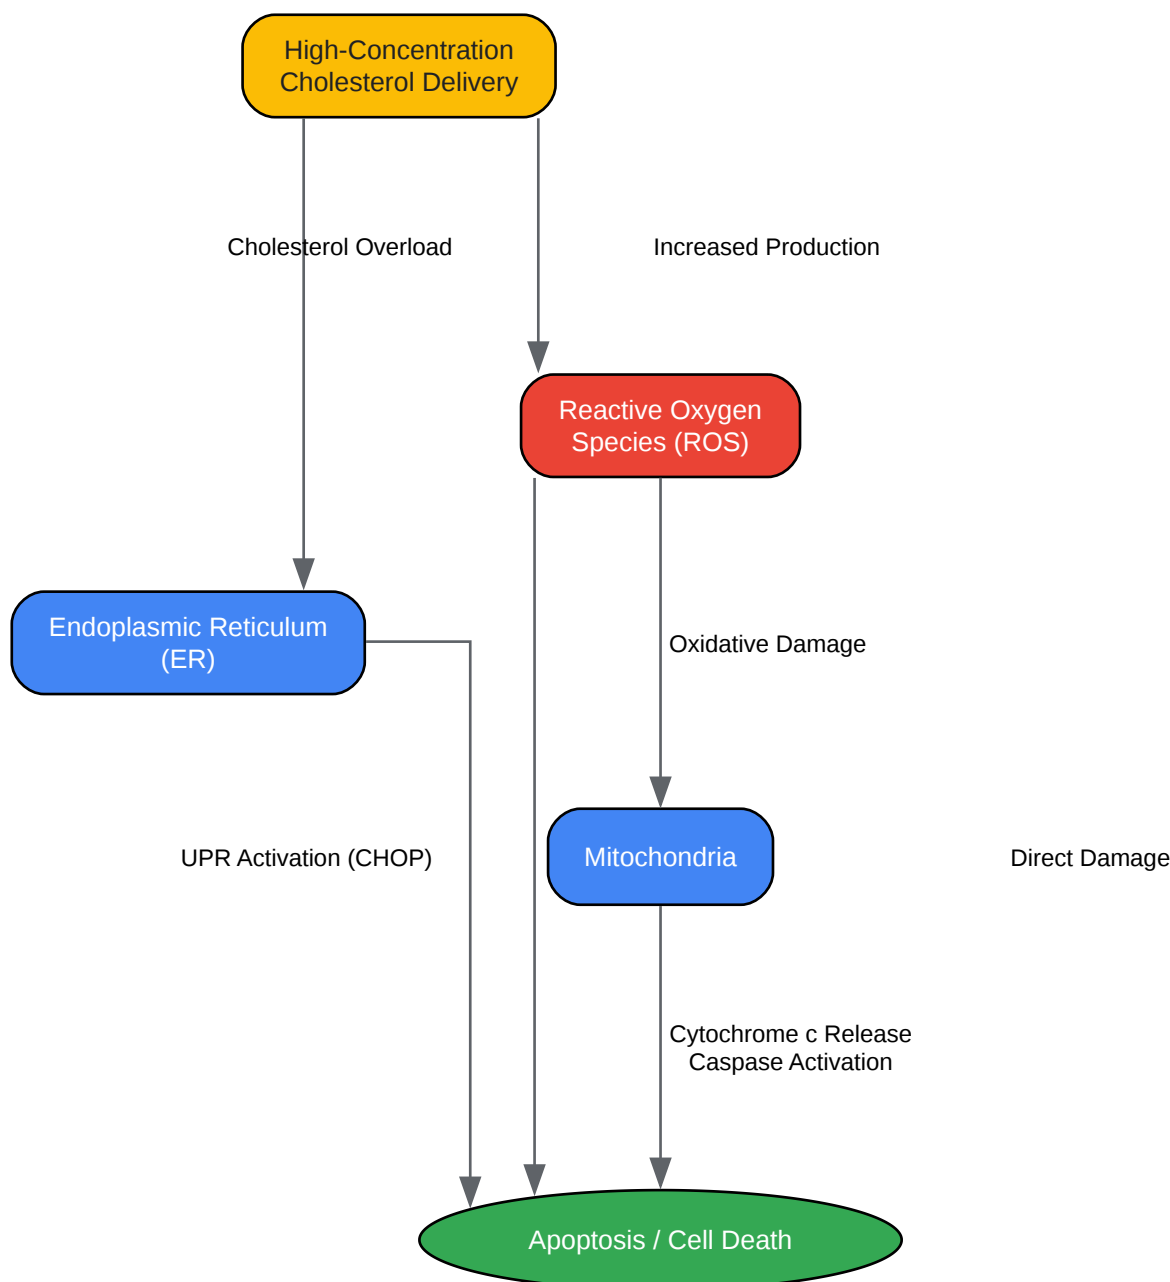 High-Concentration
Cholesterol Delivery
Cholesterol Overload
Increased Production
Reactive Oxygen
Species (ROS)
Endoplasmic Reticulum
(ER)
Oxidative Damage
UPR Activation (CHOP)
Mitochondria
Direct Damage
Cytochrome c Release
Caspase Activation
Apoptosis / Cell Death